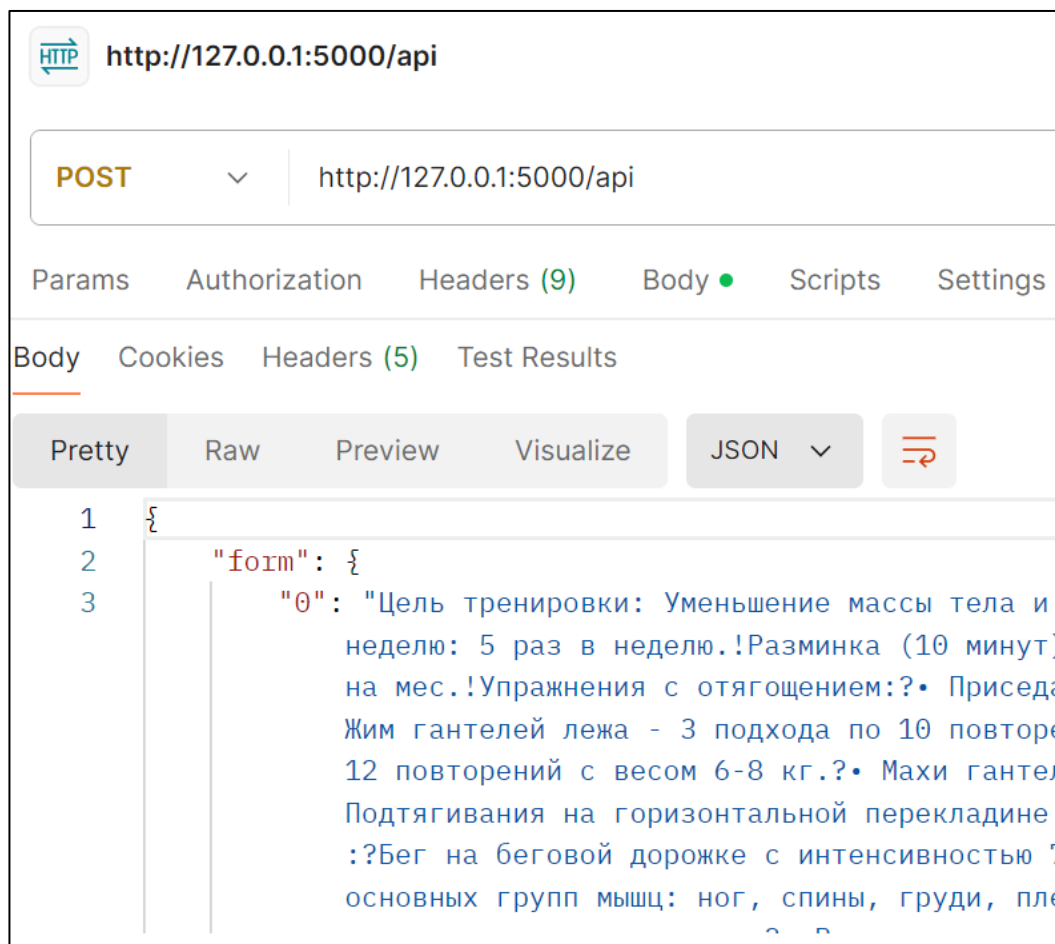 HTTP http://127.0.0.1:5000/api
POST http://127.0.0.1:5000/api
Params Authorization Headers (9) Body Scripts Settings
Body Cookies Headers (5) Test Results
Pretty Raw Preview Visualize JSON
1 {
2 "form": {
3 "0": "Цель тренировки: Уменьшение массы тела и
неделю: 5 раз в неделю.!Разминка (10 минут)
на мес.!Упражнения с отягощением:?• Приседа
Жим гантелей лежа - 3 подхода по 10 повторе
12 повторений с весом 6-8 кг.?• Махи гантел
Подтягивания на горизонтальной перекладине
:?Бег на беговой дорожке с интенсивностью 7
основных групп мышц: ног, спины, груди, пле